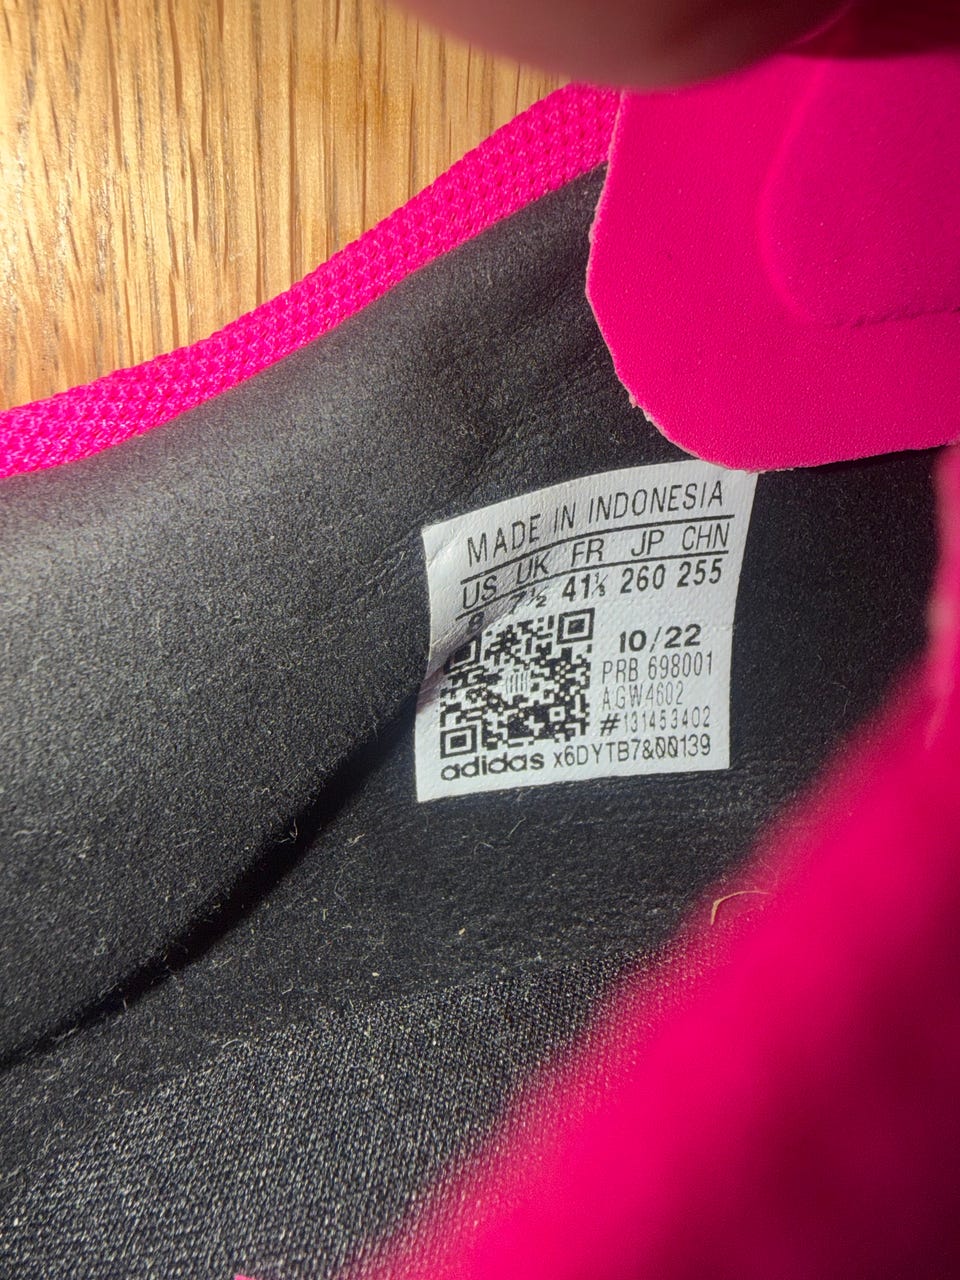 MADE IN INDONESIA
US UK FR JP CHN
8 7½ 41⅓ 260 255
10/22
PRB 698001
AGW4602
#131453402
adidas x6DYTB7&00139